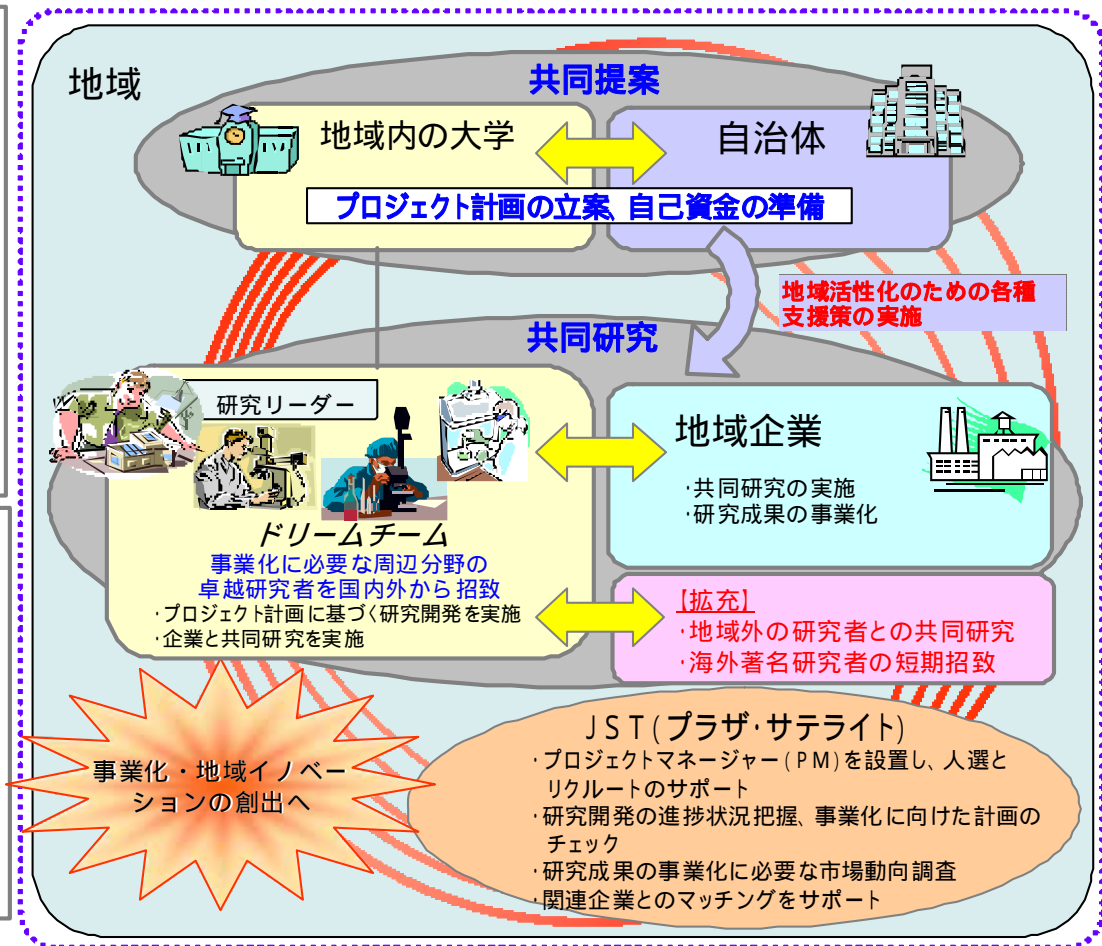 地域
共同提案
地域内の大学
自治体
プロジェクト計画の立案、自己資金の準備
地域活性化のための各種
支援策の実施
共同研究
研究リーダー
ドリームチーム
事業化に必要な周辺分野の
卓越研究者を国内外から招致
・プロジェクト計画に基づく研究開発を実施
・企業と共同研究を実施
地域企業
・共同研究の実施
・研究成果の事業化
【拡充】
・地域外の研究者との共同研究
・海外著名研究者の短期招致
事業化・地域イノベー
ションの創出へ
JST(プラザ・サテライト)
・プロジェクトマネージャー(PM)を設置し、人選と
リクルートのサポート
・研究開発の進捗状況把握、事業化に向けた計画の
チェック
・研究成果の事業化に必要な市場動向調査
・関連企業とのマッチングをサポート